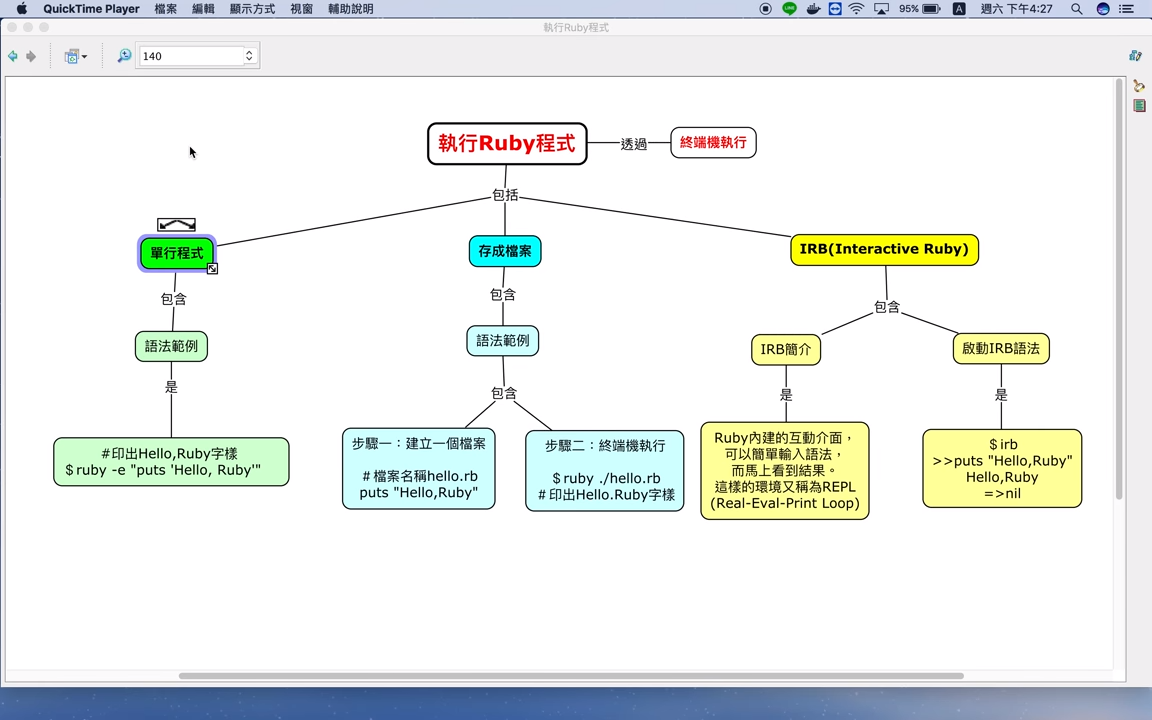 QuickTime Player 檔案 編輯 顯示方式 視窗 輔助說明 95% A 週六 下午4:27
執行Ruby程式
140
執行Ruby程式 透過 終端機執行
包括
單行程式 存成檔案 IRB(Interactive Ruby)
包含 包含 包含
語法範例 語法範例 IRB簡介 啟動IRB語法
是 包含 是 是
#印出Hello,Ruby字樣
$ ruby -e "puts 'Hello, Ruby'"
步驟一：建立一個檔案
# 檔案名稱hello.rb
puts "Hello,Ruby"
步驟二：終端機執行
$ ruby ./hello.rb
# 印出Hello.Ruby字樣
Ruby內建的互動介面，
可以簡單輸入語法，
而馬上看到結果。
這樣的環境又稱為REPL
(Real-Eval-Print Loop)
$ irb
>>puts "Hello,Ruby"
Hello,Ruby
=>nil